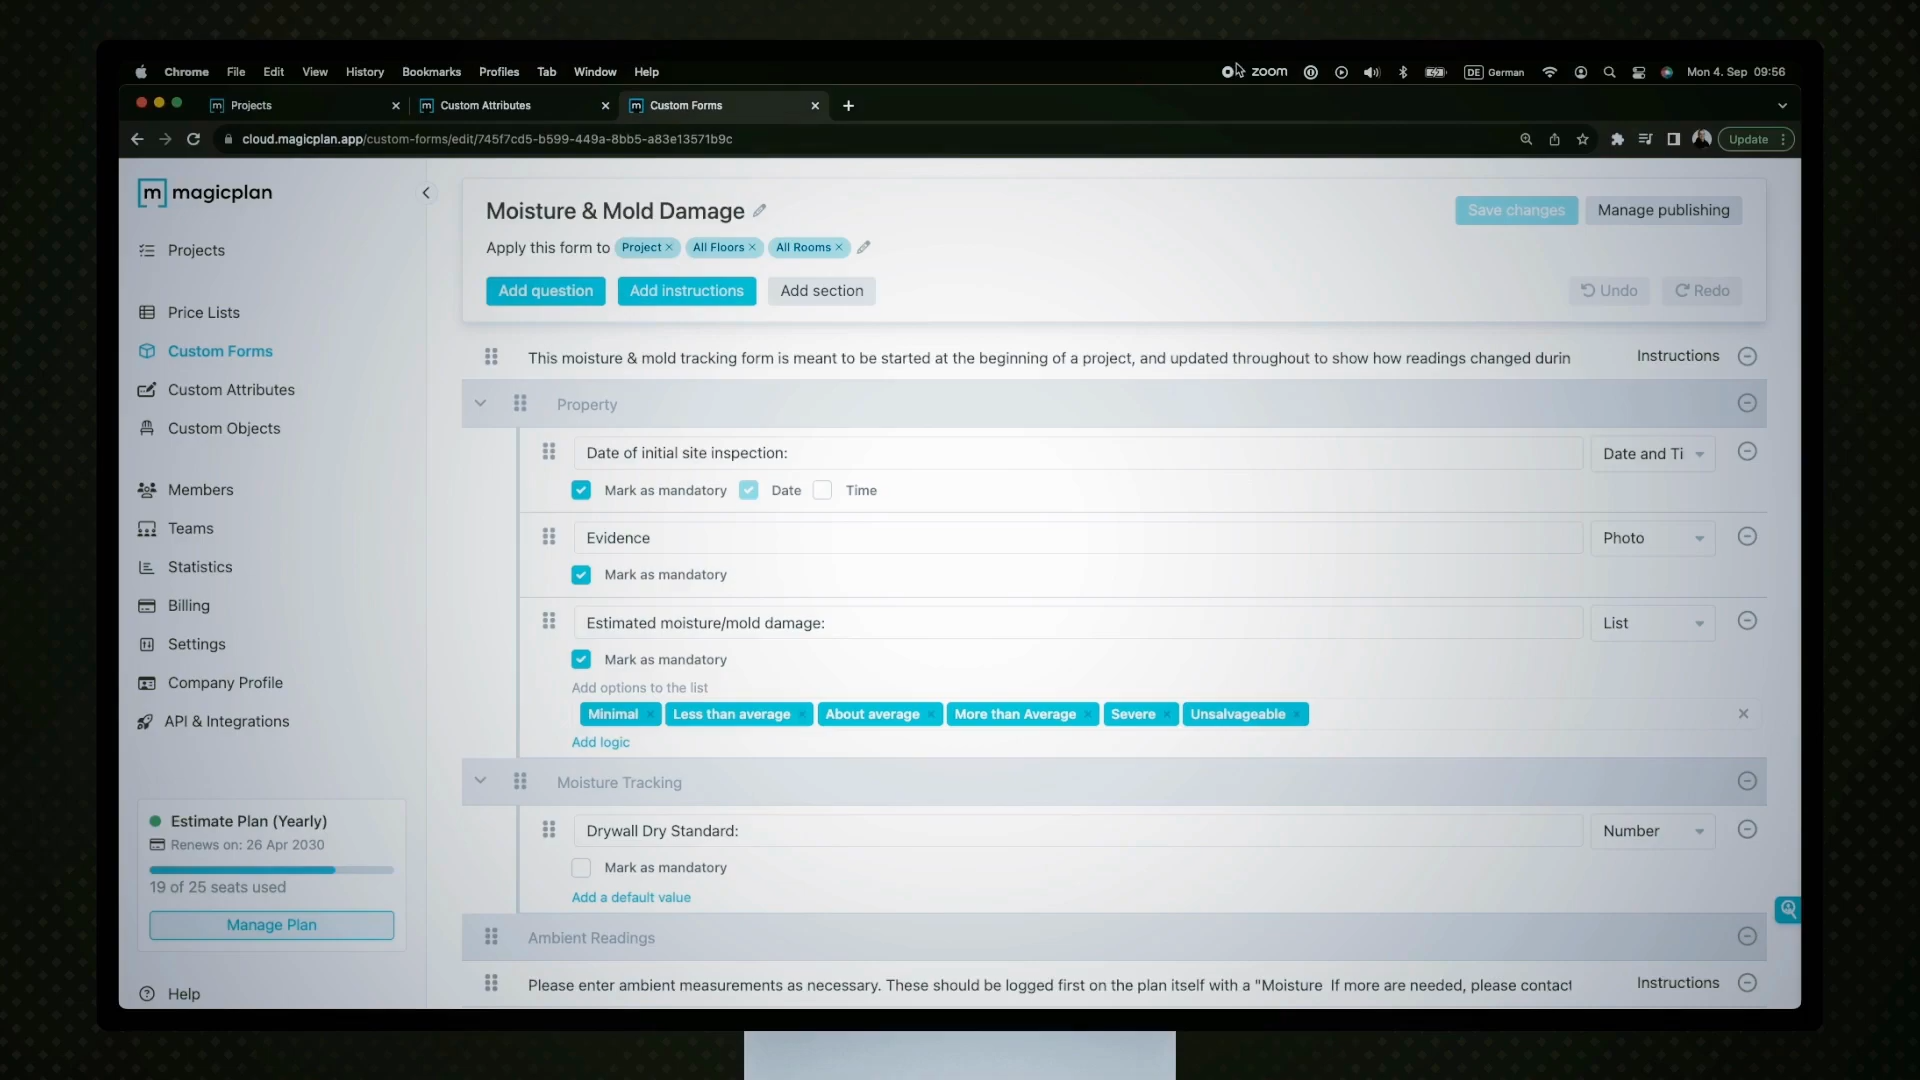 Chrome File Edit View History Bookmarks Profiles Tab Window Help zoom DE German Mon 4. Sep 09:56
Projects Custom Attributes Custom Forms
cloud.magicplan.app/custom-forms/edit/745f7cd5-b599-449a-8bb5-a83e13571b9c Update
m magicplan
Projects
Price Lists
Custom Forms
Custom Attributes
Custom Objects
Members
Teams
Statistics
Billing
Settings
Company Profile
API & Integrations
Estimate Plan (Yearly)
Renews on: 26 Apr 2030
19 of 25 seats used
Manage Plan
Help
Moisture & Mold Damage
Save changes Manage publishing
Apply this form to Project All Floors All Rooms
Add question Add instructions Add section Undo Redo
This moisture & mold tracking form is meant to be started at the beginning of a project, and updated throughout to show how readings changed durin Instructions
Property
Date of initial site inspection: Date and Ti
Mark as mandatory Date Time
Evidence Photo
Mark as mandatory
Estimated moisture/mold damage: List
Mark as mandatory
Add options to the list
Minimal Less than average About average More than Average Severe Unsalvageable
Add logic
Moisture Tracking
Drywall Dry Standard: Number
Mark as mandatory
Add a default value
Ambient Readings
Please enter ambient measurements as necessary. These should be logged first on the plan itself with a "Moisture If more are needed, please contact Instructions